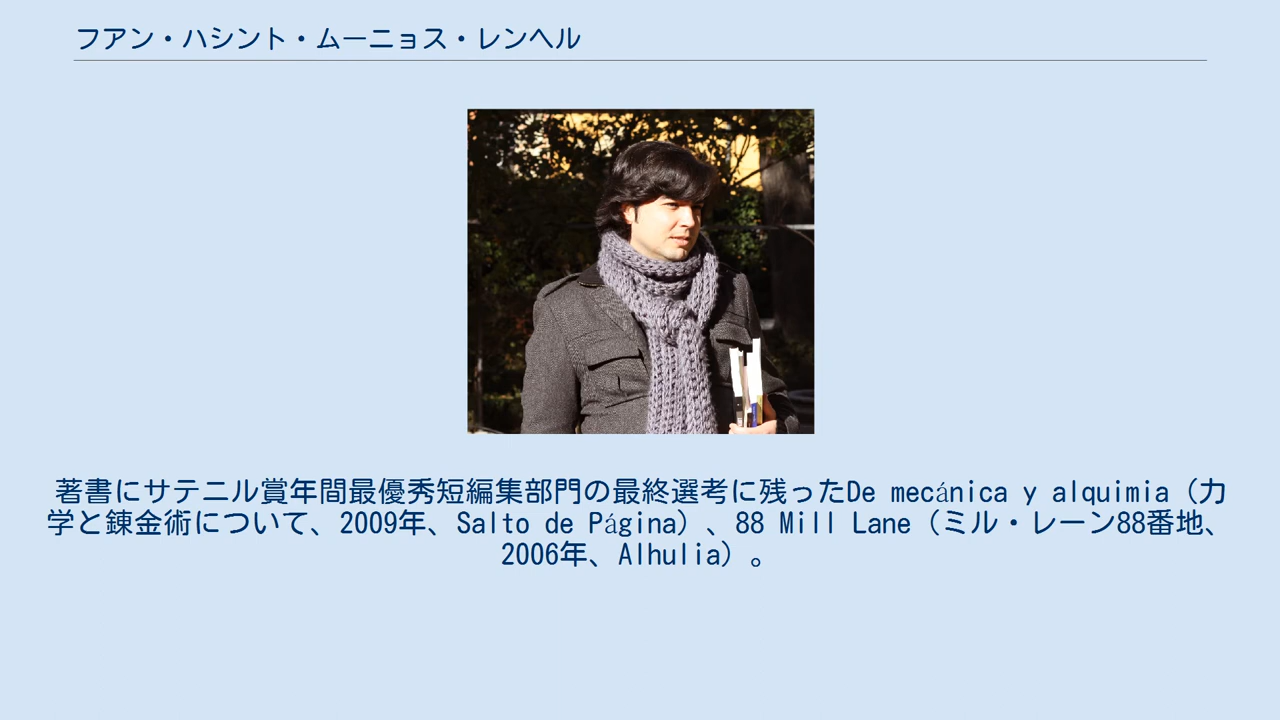 フアン・ハシント・ムーニョス・レンヘル
著書にサテニル賞年間最優秀短編集部門の最終選考に残ったDe mecánica y alquimia（力
学と錬金術について、2009年、Salto de Página）、88 Mill Lane（ミル・レーン88番地、
2006年、Alhulia）。